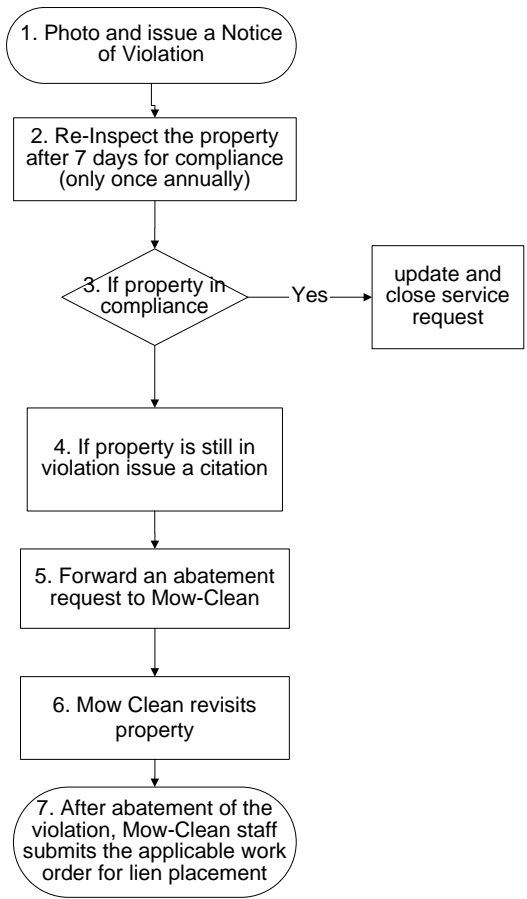 1. Photo and issue a Notice
of Violation
2. Re-Inspect the property
after 7 days for compliance
(only once annually)
3. If property in
compliance
Yes
update and
close service
request
4. If property is still in
violation issue a citation
5. Forward an abatement
request to Mow-Clean
6. Mow Clean revisits
property
7. After abatement of the
violation, Mow-Clean staff
submits the applicable work
order for lien placement